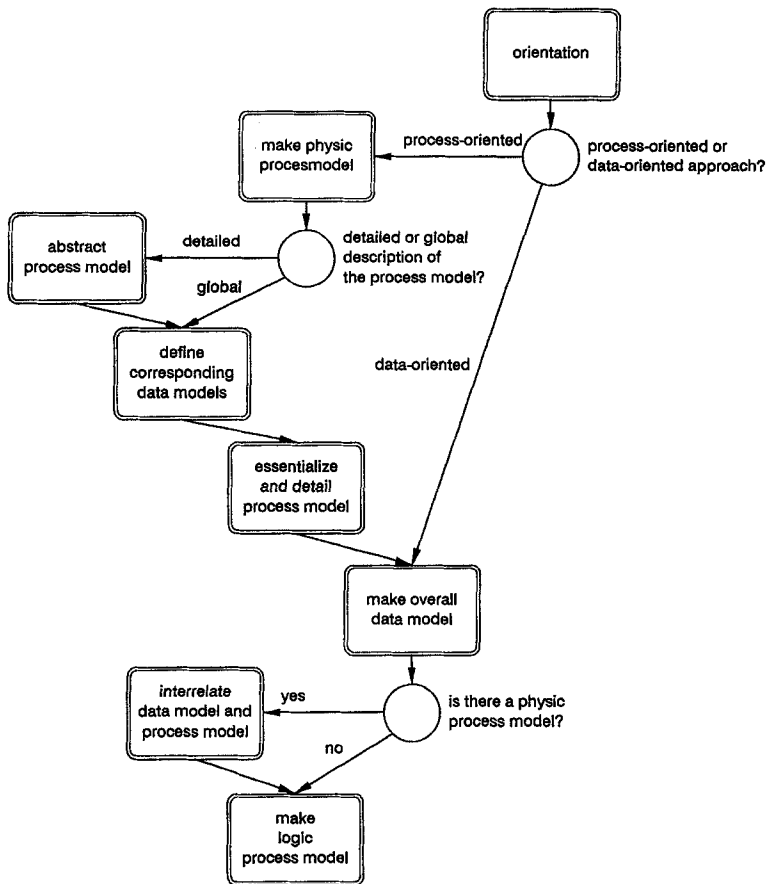 orientation
process-oriented
process-oriented or
data-oriented approach?
make physic
procesmodel
detailed
detailed or global
description of
the process model?
abstract
process model
global
define
corresponding
data models
data-oriented
essentialize
and detail
process model
make overall
data model
interrelate
data model and
process model
yes
is there a physic
process model?
no
make
logic
process model